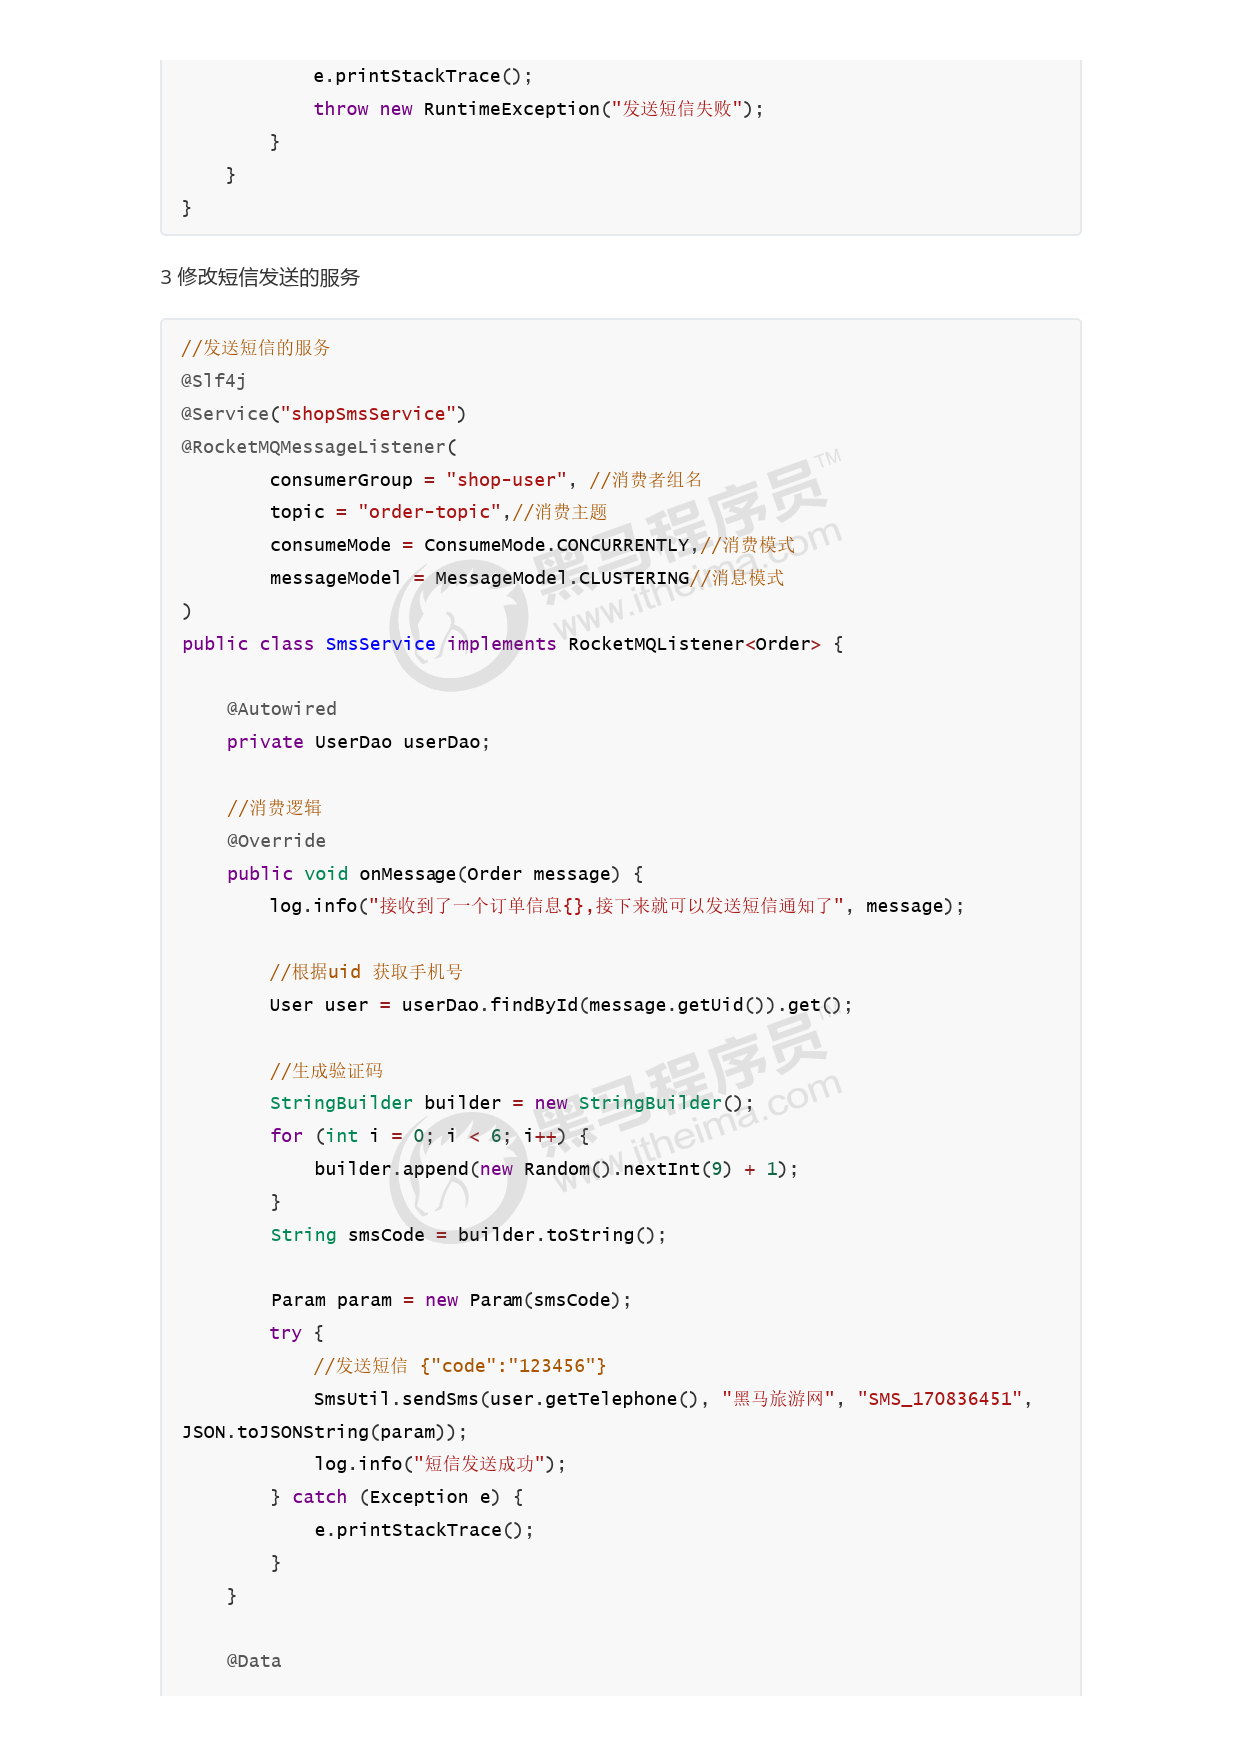 e.printStackTrace();
            throw new RuntimeException("发送短信失败");
        }
    }
}
3 修改短信发送的服务
//发送短信的服务
@Slf4j
@Service("shopSmsService")
@RocketMQMessageListener(
        consumerGroup = "shop-user", //消费者组名
        topic = "order-topic",//消费主题
        consumeMode = ConsumeMode.CONCURRENTLY,//消费模式
        messageModel = MessageModel.CLUSTERING//消息模式
)
public class SmsService implements RocketMQListener<Order> {
    @Autowired
    private UserDao userDao;
    //消费逻辑
    @Override
    public void onMessage(Order message) {
        log.info("接收到了一个订单信息{},接下来就可以发送短信通知了", message);
        //根据uid 获取手机号
        User user = userDao.findById(message.getUid()).get();
        //生成验证码
        StringBuilder builder = new StringBuilder();
        for (int i = 0; i < 6; i++) {
            builder.append(new Random().nextInt(9) + 1);
        }
        String smsCode = builder.toString();
        Param param = new Param(smsCode);
        try {
            //发送短信 {"code":"123456"}
            SmsUtil.sendSms(user.getTelephone(), "黑马旅游网", "SMS_170836451",
JSON.toJSONString(param));
            log.info("短信发送成功");
        } catch (Exception e) {
            e.printStackTrace();
        }
    }
    @Data
黑马程序员™
www.itheima.com
黑马程序员
www.itheima.com